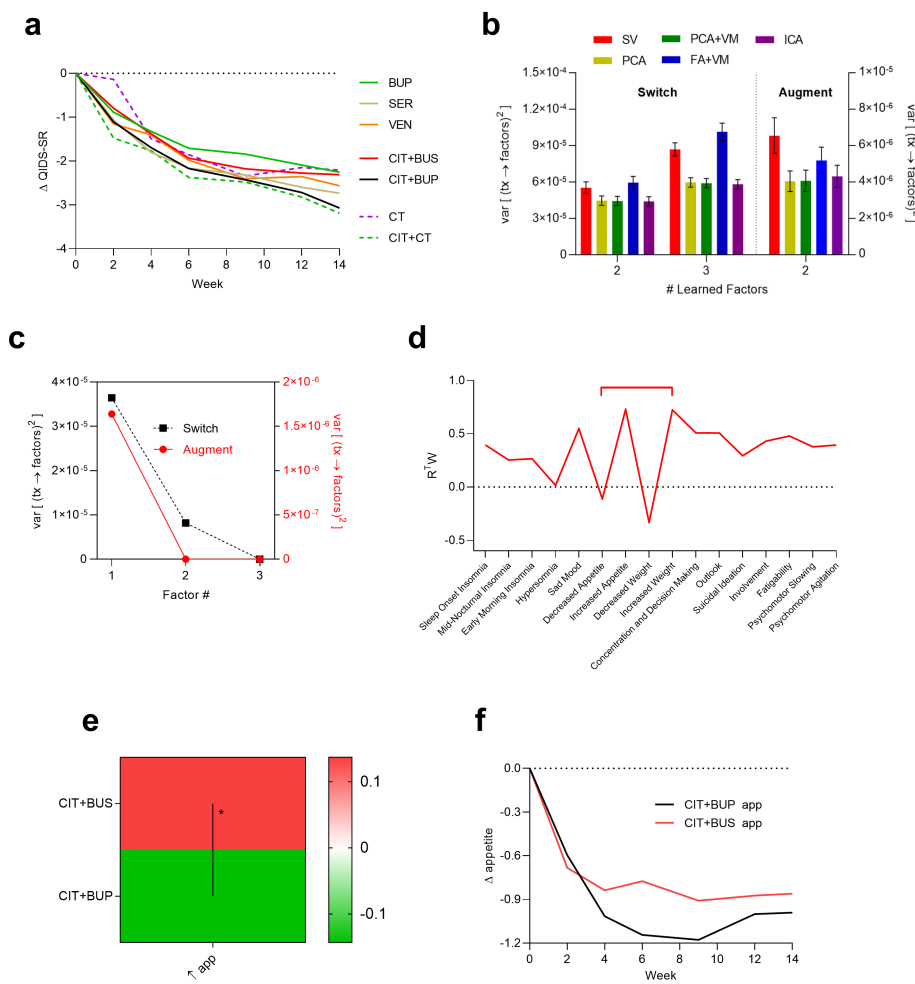 a
0
-1
-2
-3
-4
Δ QIDS-SR
0 2 4 6 8 10 12 14
Week
BUP
SER
VEN
CIT+BUS
CIT+BUP
CT
CIT+CT
b
SV PCA+VM ICA
PCA FA+VM
Switch Augment
1.5×10⁻⁴
1.2×10⁻⁴
9×10⁻⁵
6×10⁻⁵
3×10⁻⁵
0
var [ (tx → factors)² ]
1×10⁻⁵
8×10⁻⁶
6×10⁻⁶
4×10⁻⁶
2×10⁻⁶
0
var [ (tx →factors)
2 3 2
# Learned Factors
c
4×10⁻⁵
3×10⁻⁵
2×10⁻⁵
1×10⁻⁵
0
var [ (tx → factors)² ]
Switch
Augment
2×10⁻⁶
1.5×10⁻⁶
1×10⁻⁶
5×10⁻⁷
0
var [ (tx → factors)² ]
1 2 3
Factor #
d
1.0
0.5
0.0
-0.5
RᵀW
Sleep Onset Insomnia
Mid-Nocturnal Insomnia
Early Morning Insomnia
Hypersomnia
Sad Mood
Decreased Appetite
Increased Appetite
Decreased Weight
Increased Weight
Concentration and Decision Making
Outlook
Suicidal Ideation
Involvement
Fatigability
Psychomotor Slowing
Psychomotor Agitation
e
CIT+BUS
CIT+BUP
*
↑ app
0.1
0
-0.1
f
0.0
-0.3
-0.6
-0.9
-1.2
Δ appetite
CIT+BUP app
CIT+BUS app
0 2 4 6 8 10 12 14
Week